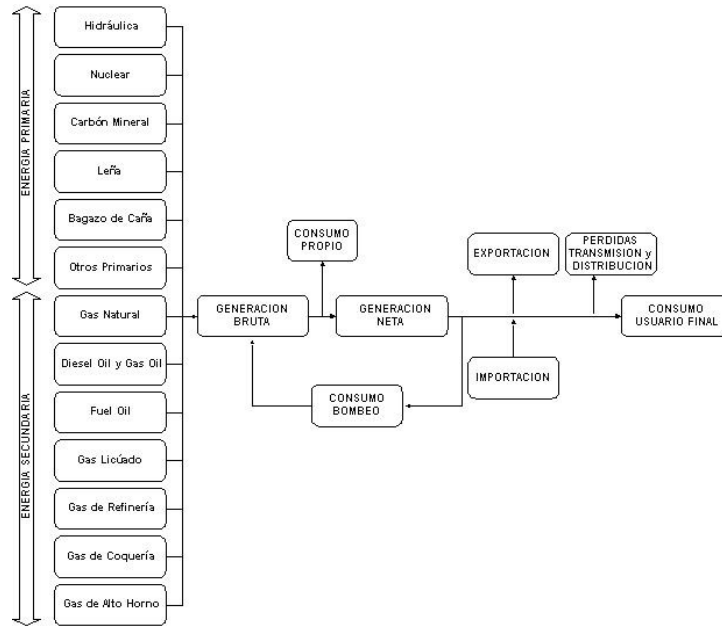 ENERGIA PRIMARIA
Hidráulica
Nuclear
Carbón Mineral
Leña
Bagazo de Caña
Otros Primarios
ENERGIA SECUNDARIA
Gas Natural
Diesel Oil y Gas Oil
Fuel Oil
Gas Licúado
Gas de Refinería
Gas de Coquería
Gas de Alto Horno
GENERACION
BRUTA
CONSUMO
PROPIO
GENERACION
NETA
CONSUMO
BOMBEO
EXPORTACION
IMPORTACION
PERDIDAS
TRANSMISION y
DISTRIBUCION
CONSUMO
USUARIO FINAL